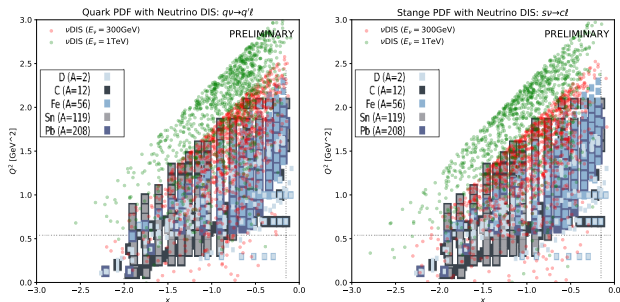 Quark PDF with Neutrino DIS: qν→q'ℓ
νDIS (Eν = 300GeV)
νDIS (Eν = 1TeV)
PRELIMINARY
D (A=2)
C (A=12)
Fe (A=56)
Sn (A=119)
Pb (A=208)
Q² [GeV^2]
3.0
2.5
2.0
1.5
1.0
0.5
0.0
−3.0 −2.5 −2.0 −1.5 −1.0 −0.5 0.0
x
Stange PDF with Neutrino DIS: sν→cℓ
νDIS (Eν = 300GeV)
νDIS (Eν = 1TeV)
PRELIMINARY
D (A=2)
C (A=12)
Fe (A=56)
Sn (A=119)
Pb (A=208)
Q² [GeV^2]
3.0
2.5
2.0
1.5
1.0
0.5
0.0
−3.0 −2.5 −2.0 −1.5 −1.0 −0.5 0.0
x